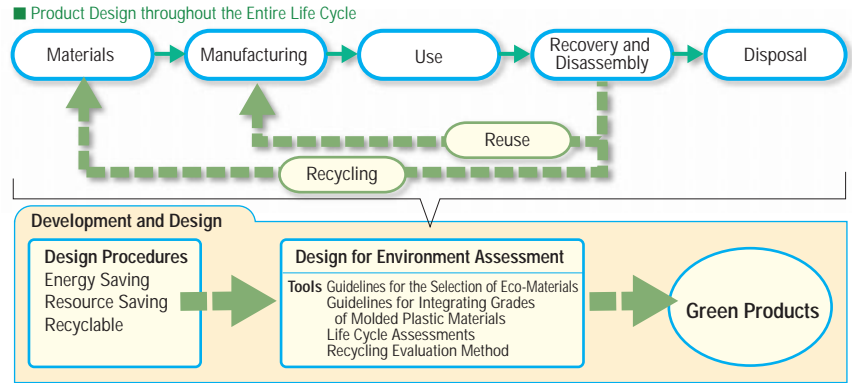 ■ Product Design throughout the Entire Life Cycle
Materials
Manufacturing
Use
Recovery and
Disassembly
Disposal
Reuse
Recycling
Development and Design
Design Procedures
Energy Saving
Resource Saving
Recyclable
Design for Environment Assessment
Tools Guidelines for the Selection of Eco-Materials
Guidelines for Integrating Grades
of Molded Plastic Materials
Life Cycle Assessments
Recycling Evaluation Method
Green Products